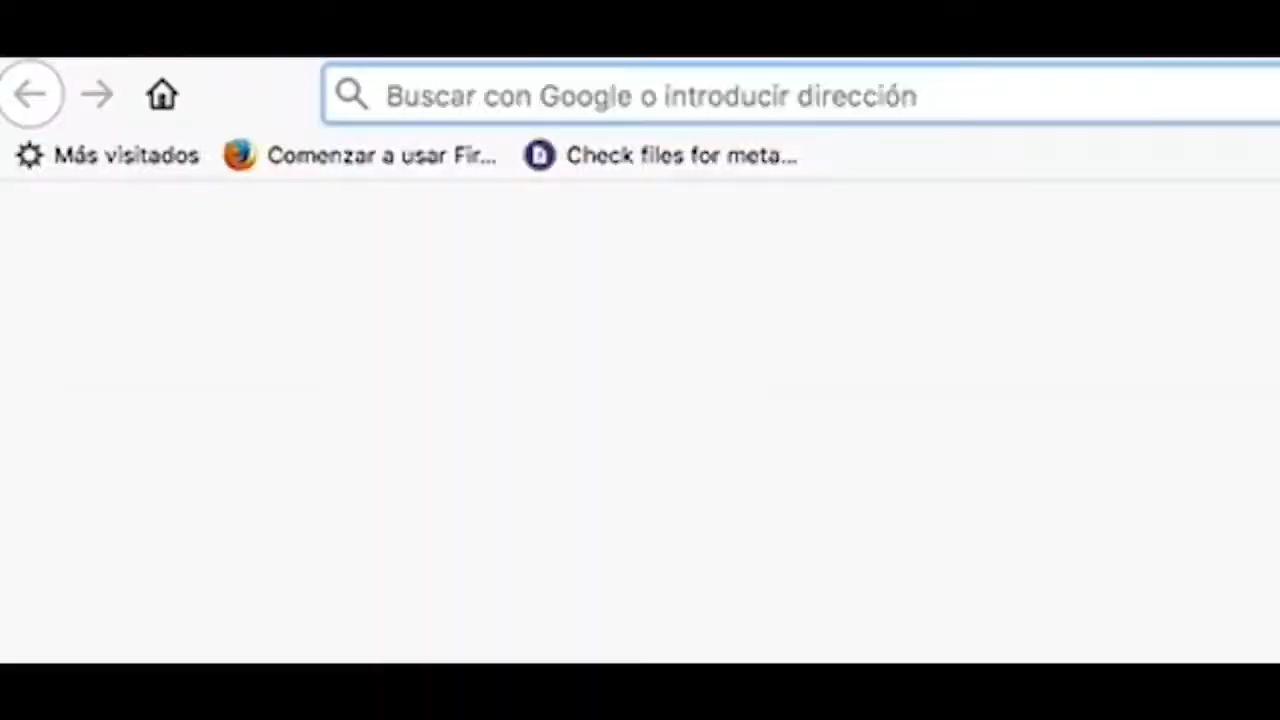 Buscar con Google o introducir dirección
Más visitados Comenzar a usar Fir... Check files for meta...